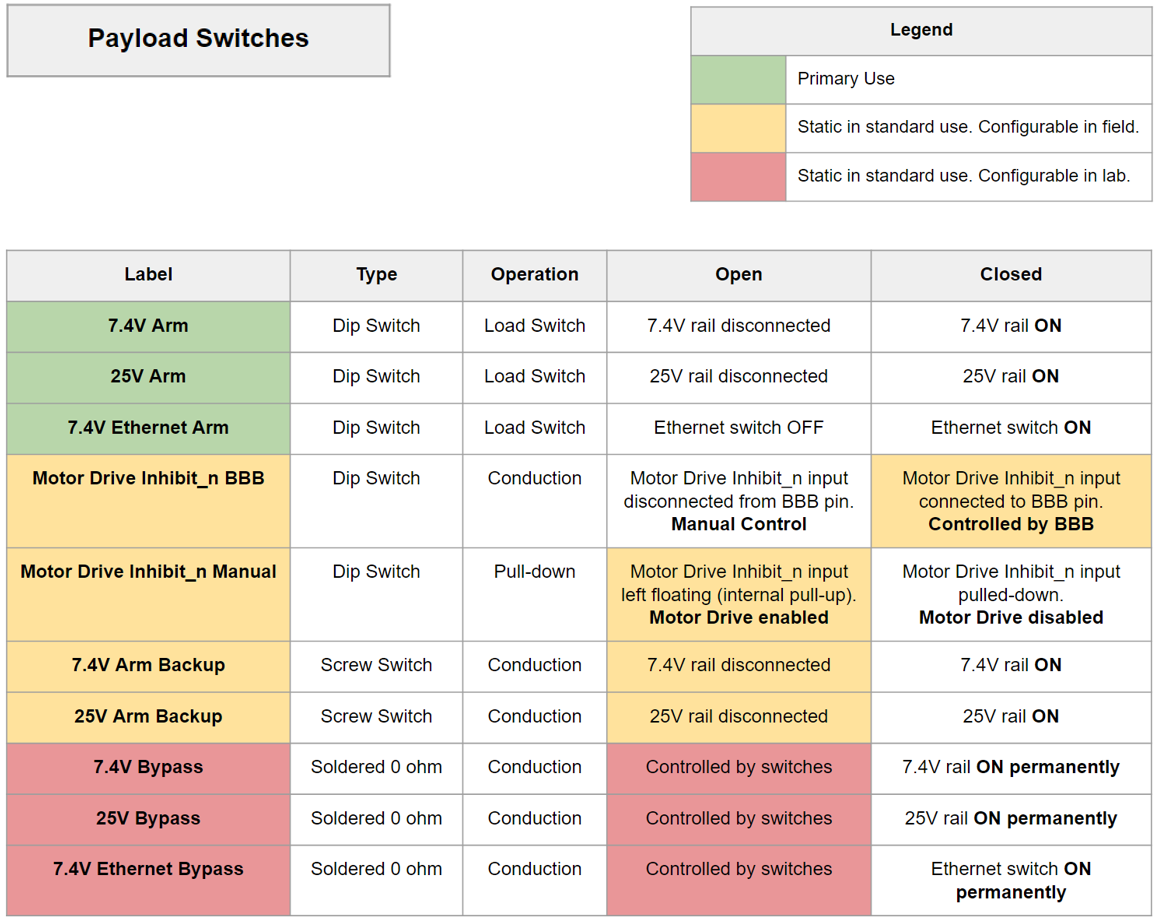 Payload Switches
Legend
Primary Use
Static in standard use. Configurable in field.
Static in standard use. Configurable in lab.
Label Type Operation Open Closed
7.4V Arm Dip Switch Load Switch 7.4V rail disconnected 7.4V rail ON
25V Arm Dip Switch Load Switch 25V rail disconnected 25V rail ON
7.4V Ethernet Arm Dip Switch Load Switch Ethernet switch OFF Ethernet switch ON
Motor Drive Inhibit_n BBB Dip Switch Conduction Motor Drive Inhibit_n input Motor Drive Inhibit_n input
disconnected from BBB pin. connected to BBB pin.
Manual Control Controlled by BBB
Motor Drive Inhibit_n Manual Dip Switch Pull-down Motor Drive Inhibit_n input Motor Drive Inhibit_n input
left floating (internal pull-up). pulled-down.
Motor Drive enabled Motor Drive disabled
7.4V Arm Backup Screw Switch Conduction 7.4V rail disconnected 7.4V rail ON
25V Arm Backup Screw Switch Conduction 25V rail disconnected 25V rail ON
7.4V Bypass Soldered 0 ohm Conduction Controlled by switches 7.4V rail ON permanently
25V Bypass Soldered 0 ohm Conduction Controlled by switches 25V rail ON permanently
7.4V Ethernet Bypass Soldered 0 ohm Conduction Controlled by switches Ethernet switch ON
permanently